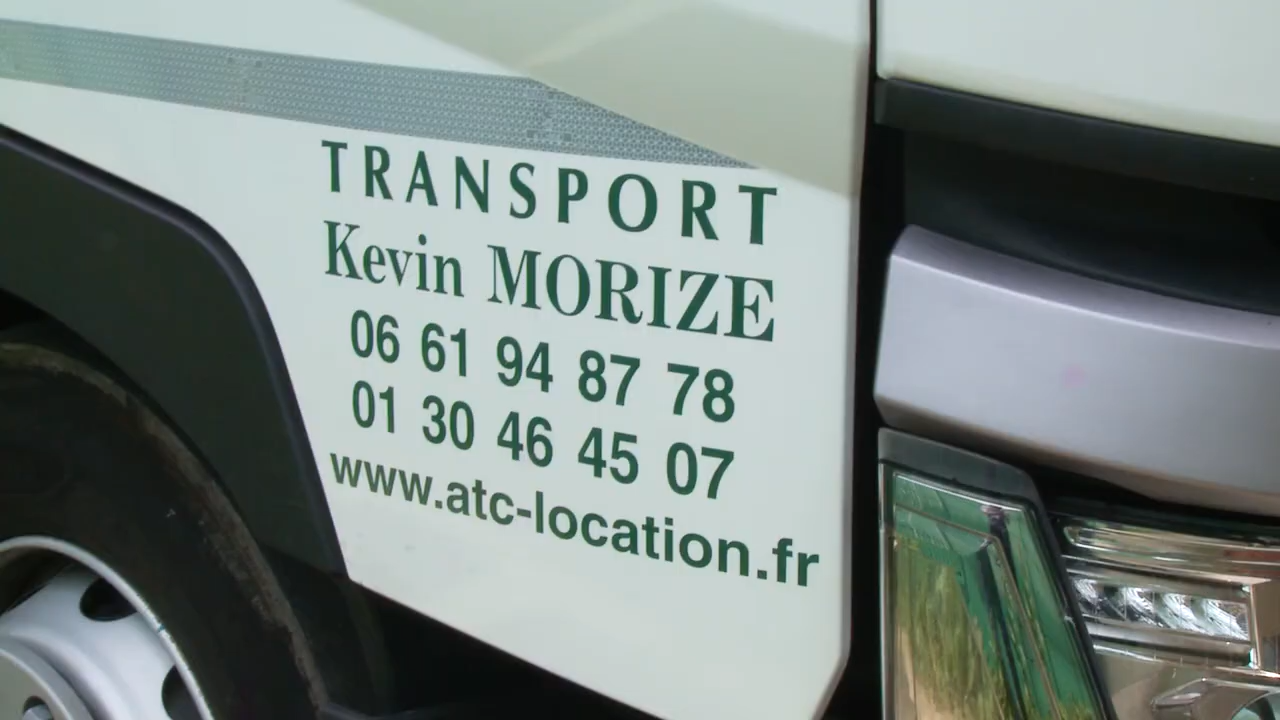 TRANSPORT
Kevin MORIZE
06 61 94 87 78
01 30 46 45 07
www.atc-location.fr